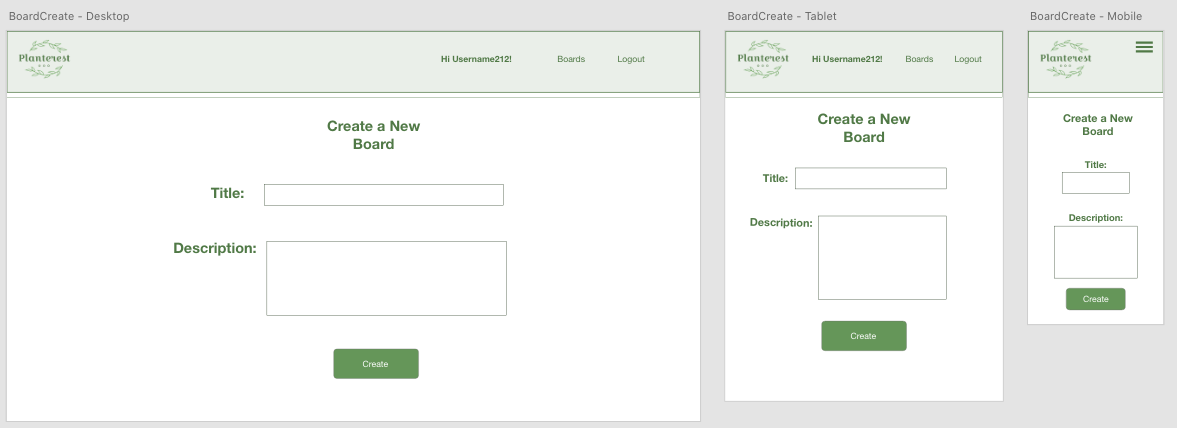 BoardCreate - Desktop
Planterest
Hi Username212! Boards Logout
Create a New
Board
Title:
Description:
Create
BoardCreate - Tablet
Planterest
Hi Username212! Boards Logout
Create a New
Board
Title:
Description:
Create
BoardCreate - Mobile
Planterest
Create a New
Board
Title:
Description:
Create